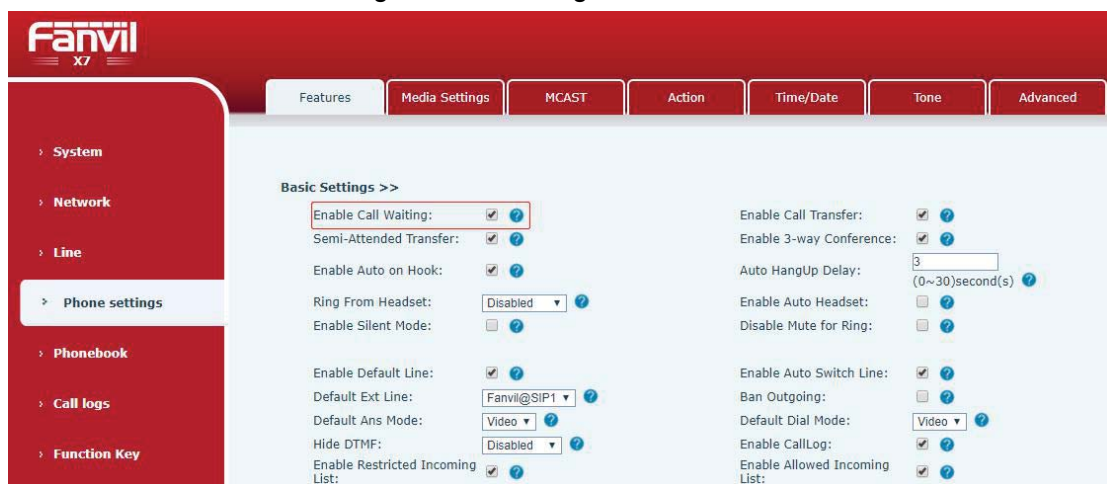 Fanvil
X7
Features Media Settings MCAST Action Time/Date Tone Advanced
› System
› Network
› Line
› Phone settings
› Phonebook
› Call logs
› Function Key
Basic Settings >>
Enable Call Waiting: ? Enable Call Transfer: ?
Semi-Attended Transfer: ? Enable 3-way Conference: ?
Enable Auto on Hook: ? Auto HangUp Delay: 3
(0~30)second(s) ?
Ring From Headset: Disabled ? Enable Auto Headset: ?
Enable Silent Mode: ? Disable Mute for Ring: ?
Enable Default Line: ? Enable Auto Switch Line: ?
Default Ext Line: Fanvil@SIP1 ? Ban Outgoing: ?
Default Ans Mode: Video ? Default Dial Mode: Video ?
Hide DTMF: Disabled ? Enable CallLog: ?
Enable Restricted Incoming List: ? Enable Allowed Incoming List: ?